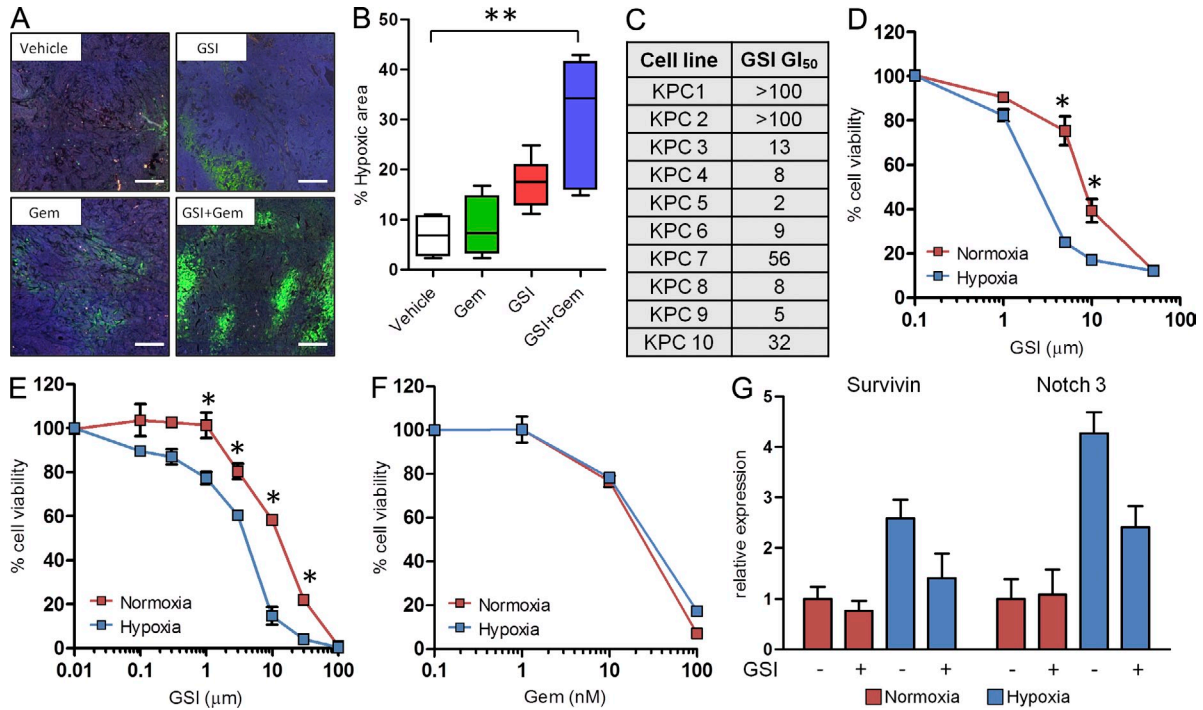 A
Vehicle
GSI
Gem
GSI+Gem
B
**
% Hypoxic area
50
40
30
20
10
0
Vehicle
Gem
GSI
GSI+Gem
C
Cell line GSI GI₅₀
KPC1 >100
KPC 2 >100
KPC 3 13
KPC 4 8
KPC 5 2
KPC 6 9
KPC 7 56
KPC 8 8
KPC 9 5
KPC 10 32
D
% cell viability
120
100
80
60
40
20
0
*
*
Normoxia
Hypoxia
0.1 1 10 100
GSI (μm)
E
% cell viability
120
100
80
60
40
20
0
*
*
*
*
Normoxia
Hypoxia
0.01 0.1 1 10 100
GSI (μm)
F
% cell viability
120
100
80
60
40
20
0
Normoxia
Hypoxia
0.1 1 10 100
Gem (nM)
G
Survivin Notch 3
relative expression
5
4
3
2
1
0
GSI - + - + - + - +
Normoxia Hypoxia